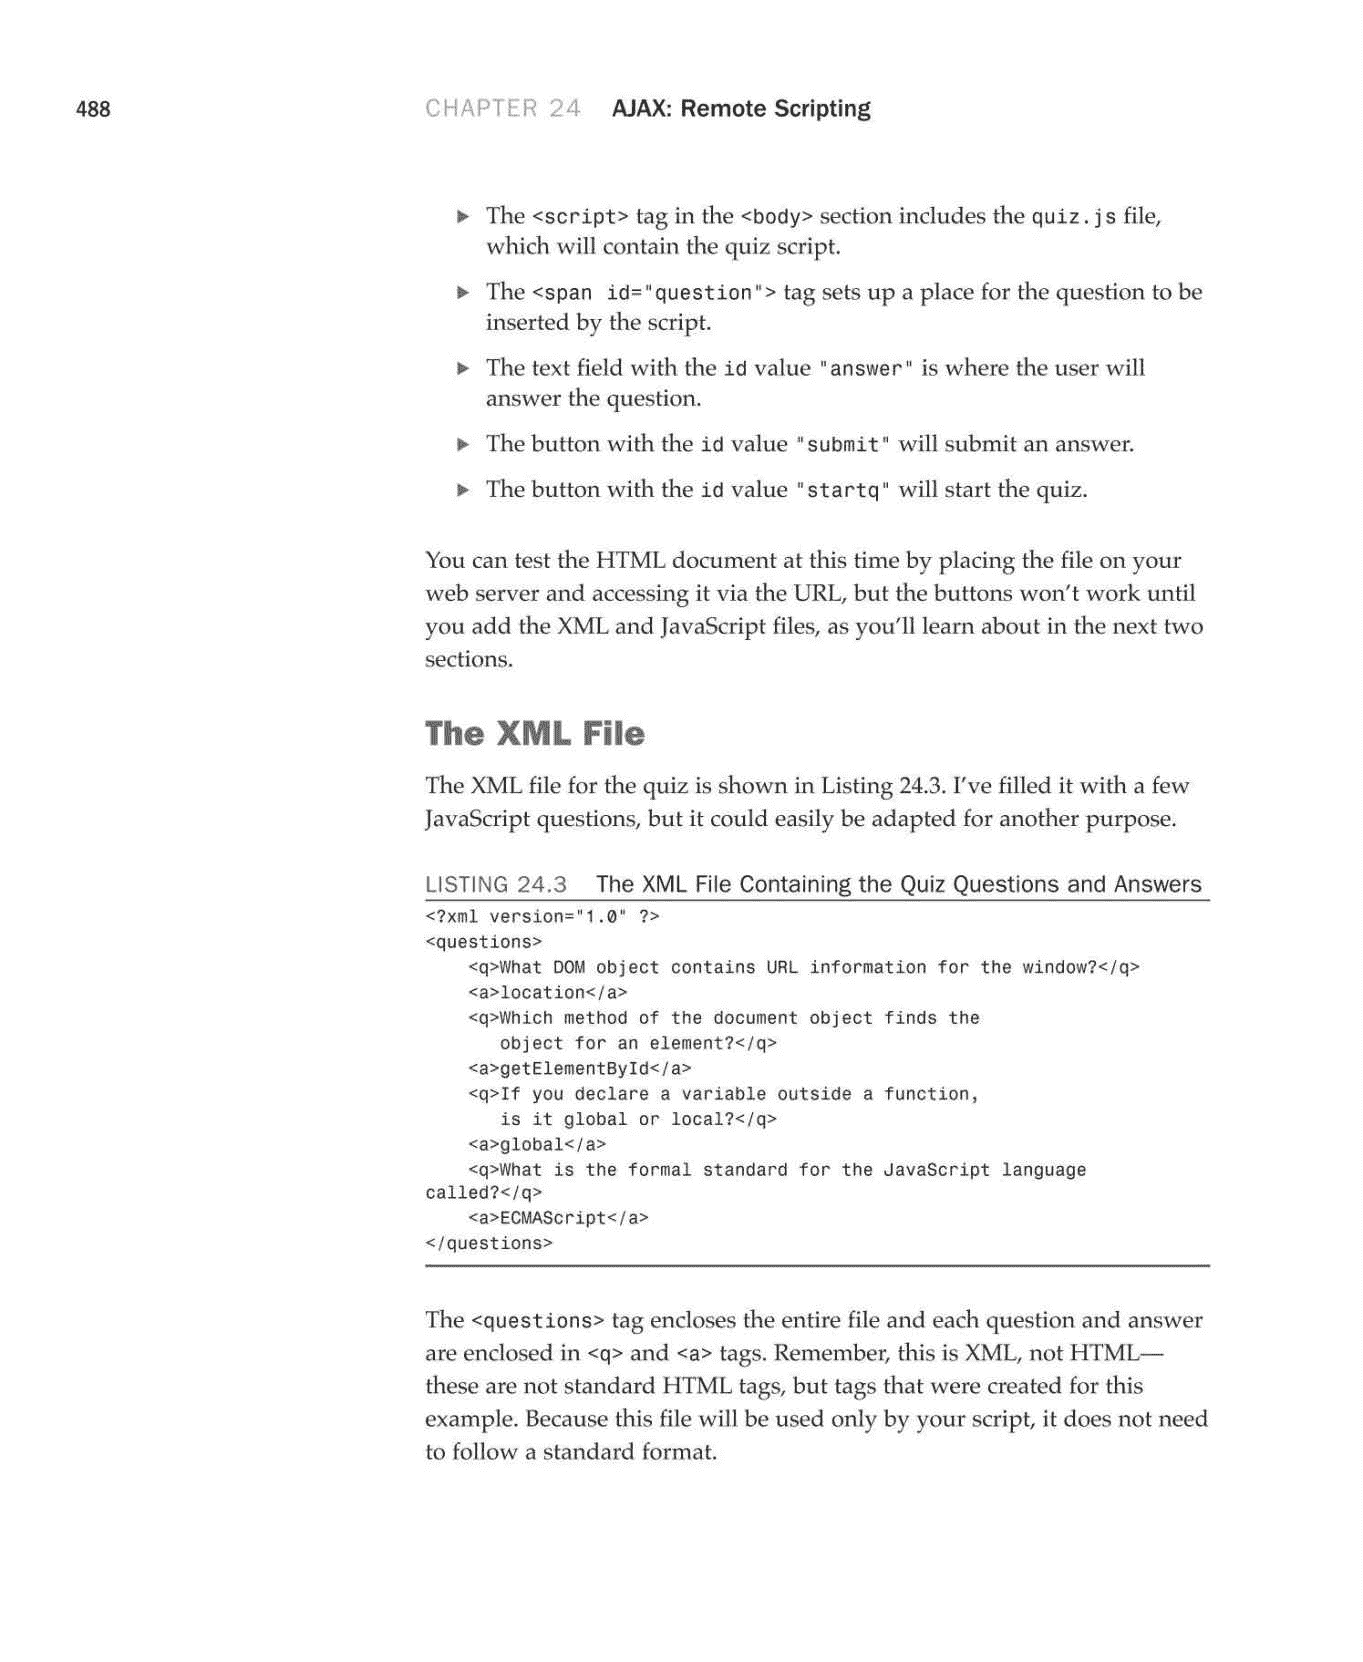 488
CHAPTER 24 AJAX: Remote Scripting
▶ The <script> tag in the <body> section includes the quiz.js file,
which will contain the quiz script.
▶ The <span id="question"> tag sets up a place for the question to be
inserted by the script.
▶ The text field with the id value "answer" is where the user will
answer the question.
▶ The button with the id value "submit" will submit an answer.
▶ The button with the id value "startq" will start the quiz.
You can test the HTML document at this time by placing the file on your
web server and accessing it via the URL, but the buttons won't work until
you add the XML and JavaScript files, as you'll learn about in the next two
sections.
The XML File
The XML file for the quiz is shown in Listing 24.3. I've filled it with a few
JavaScript questions, but it could easily be adapted for another purpose.
LISTING 24.3 The XML File Containing the Quiz Questions and Answers
<?xml version="1.0" ?>
<questions>
    <q>What DOM object contains URL information for the window?</q>
    <a>location</a>
    <q>Which method of the document object finds the
       object for an element?</q>
    <a>getElementById</a>
    <q>If you declare a variable outside a function,
       is it global or local?</q>
    <a>global</a>
    <q>What is the formal standard for the JavaScript language
called?</q>
    <a>ECMAScript</a>
</questions>
The <questions> tag encloses the entire file and each question and answer
are enclosed in <q> and <a> tags. Remember, this is XML, not HTML—
these are not standard HTML tags, but tags that were created for this
example. Because this file will be used only by your script, it does not need
to follow a standard format.